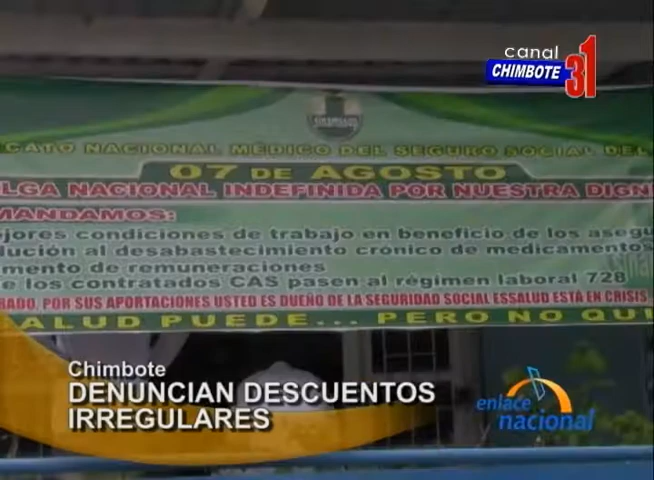 canal
CHIMBOTE 31
CATO NACIONAL MÉDICO DEL SEGURO SOCIAL DEL
07 DE AGOSTO
LGA NACIONAL INDEFINIDA POR NUESTRA DIGNI
MANDAMOS:
jores condiciones de trabajo en beneficio de los asegu
lución al desabastecimiento crónico de medicamentos
mento de remuneraciones
e los contratados CAS pasen al régimen laboral 728
RADO, POR SUS APORTACIONES USTED ES DUEÑO DE LA SEGURIDAD SOCIAL ESSALUD ESTÁ EN CRISIS
ALUD PUEDE... PERO NO QUI
Chimbote
DENUNCIAN DESCUENTOS
IRREGULARES
enlace
nacional